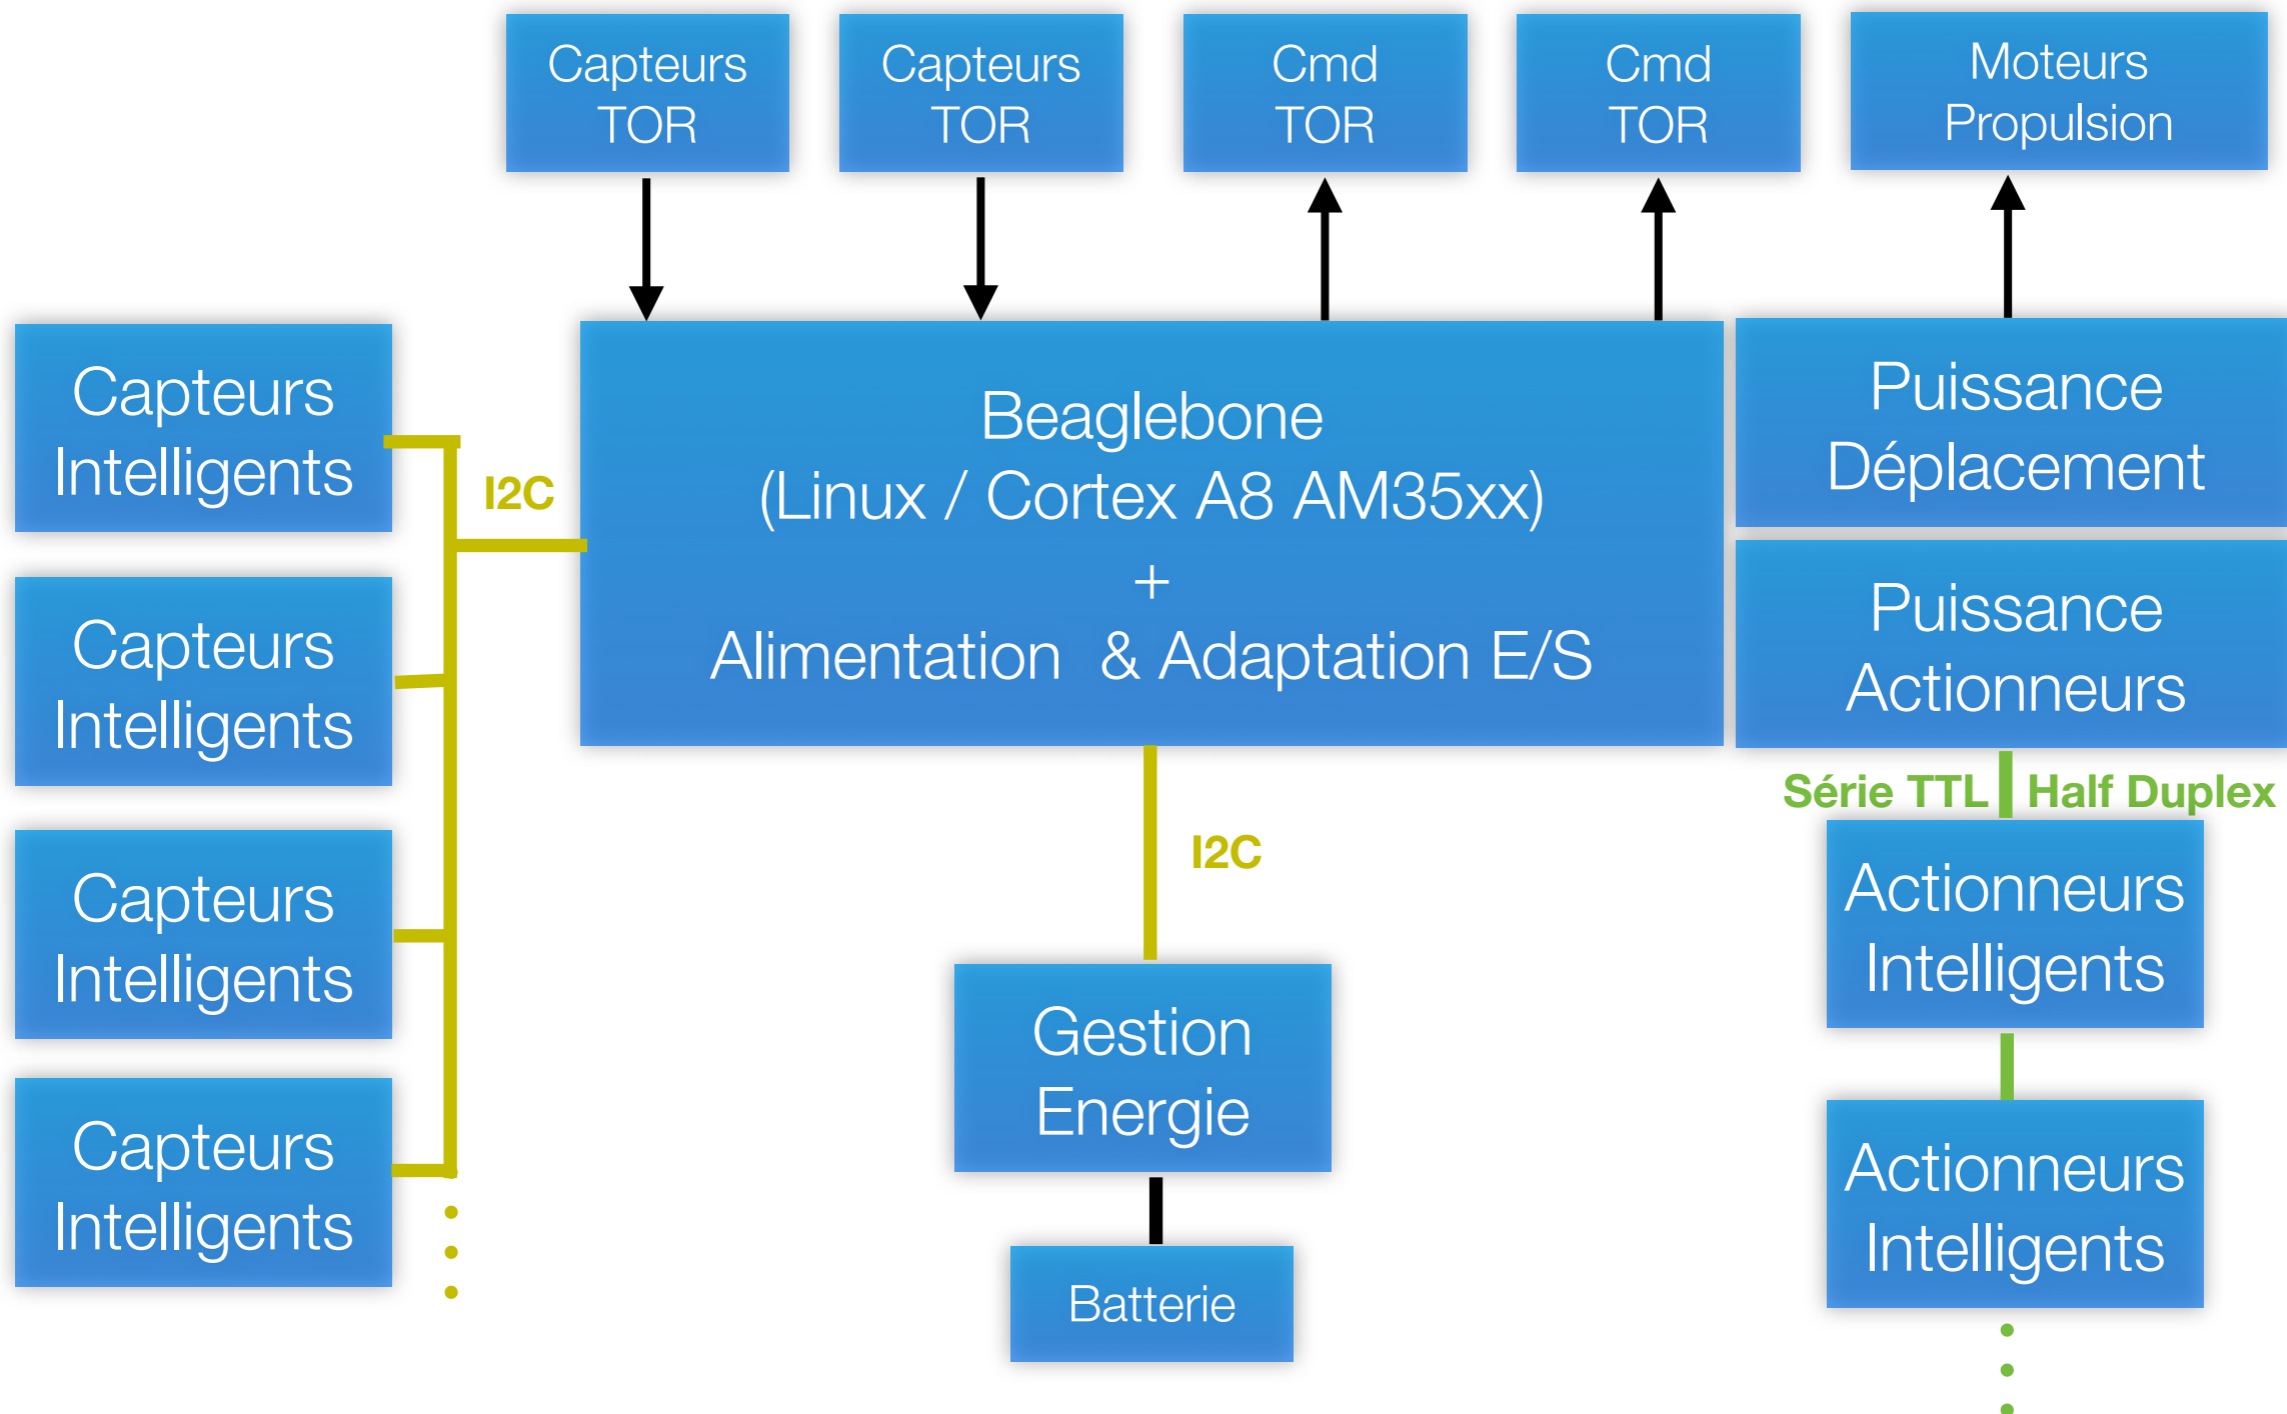 Capteurs
TOR
Capteurs
TOR
Cmd
TOR
Cmd
TOR
Moteurs
Propulsion
Capteurs
Intelligents
I2C
Beaglebone
(Linux / Cortex A8 AM35xx)
+
Alimentation & Adaptation E/S
Puissance
Déplacement
Puissance
Actionneurs
Capteurs
Intelligents
Série TTL
Half Duplex
Capteurs
Intelligents
I2C
Actionneurs
Intelligents
Gestion
Energie
Capteurs
Intelligents
Actionneurs
Intelligents
Batterie